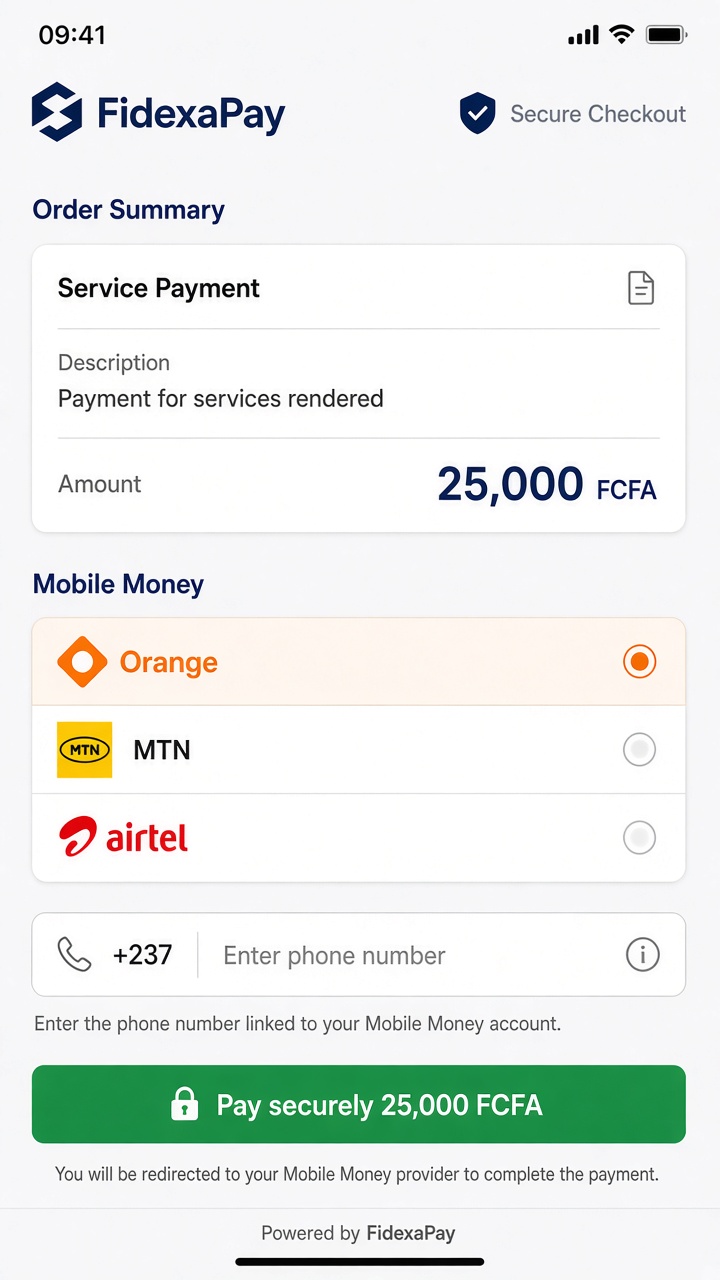 09:41
FidexaPay
Secure Checkout
Order Summary
Service Payment
Description
Payment for services rendered
Amount
25,000 FCFA
Mobile Money
Orange
MTN
MTN
airtel
+237
Enter phone number
Enter the phone number linked to your Mobile Money account.
Pay securely 25,000 FCFA
You will be redirected to your Mobile Money provider to complete the payment.
Powered by FidexaPay